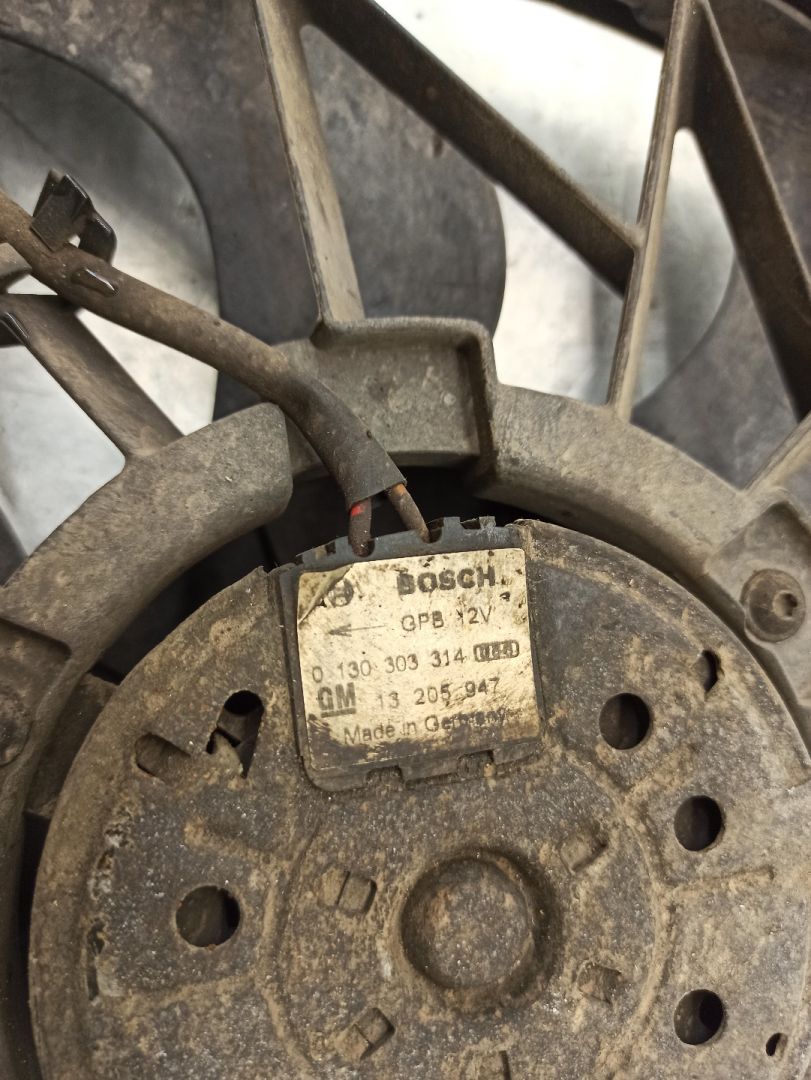 BOSCH
← GPB 12V
0 130 303 314
GM 13 205 947
Made in Germany